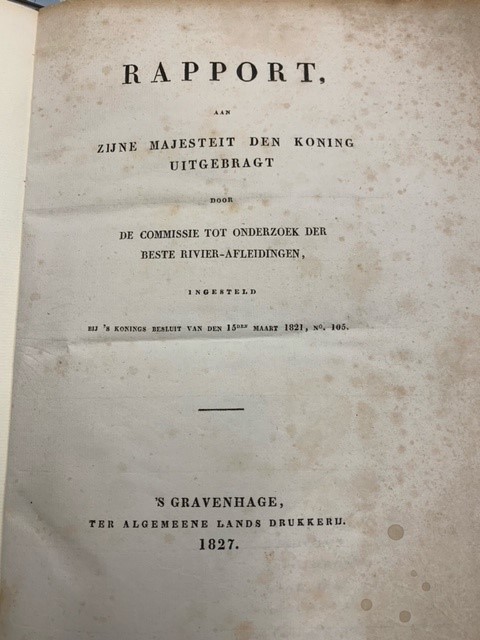 RAPPORT,
AAN
ZIJNE MAJESTEIT DEN KONING
UITGEBRAGT
DOOR
DE COMMISSIE TOT ONDERZOEK DER
BESTE RIVIER-AFLEIDINGEN,
INGESTELD
BIJ 'S KONINGS BESLUIT VAN DEN 15DEN MAART 1821, No. 105.
'S GRAVENHAGE,
TER ALGEMEENE LANDS DRUKKERIJ.
1827.